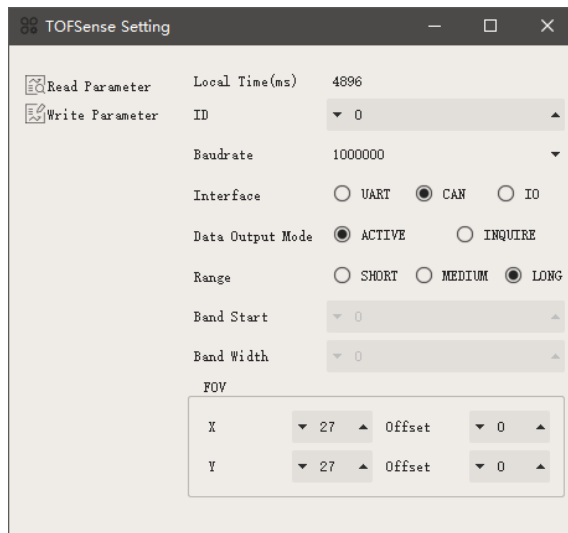 TOFSense Setting
Read Parameter
Write Parameter
Local Time(ms) 4896
ID 0
Baudrate 1000000
Interface UART CAN IO
Data Output Mode ACTIVE INQUIRE
Range SHORT MEDIUM LONG
Band Start 0
Band Width 0
FOV
X 27 Offset 0
Y 27 Offset 0